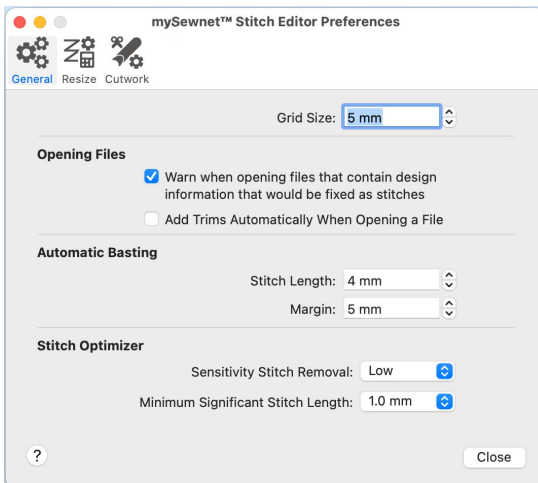 mySewnet™ Stitch Editor Preferences
General Resize Cutwork
Grid Size: 5 mm
Opening Files
Warn when opening files that contain design
information that would be fixed as stitches
Add Trims Automatically When Opening a File
Automatic Basting
Stitch Length: 4 mm
Margin: 5 mm
Stitch Optimizer
Sensitivity Stitch Removal: Low
Minimum Significant Stitch Length: 1.0 mm
? Close